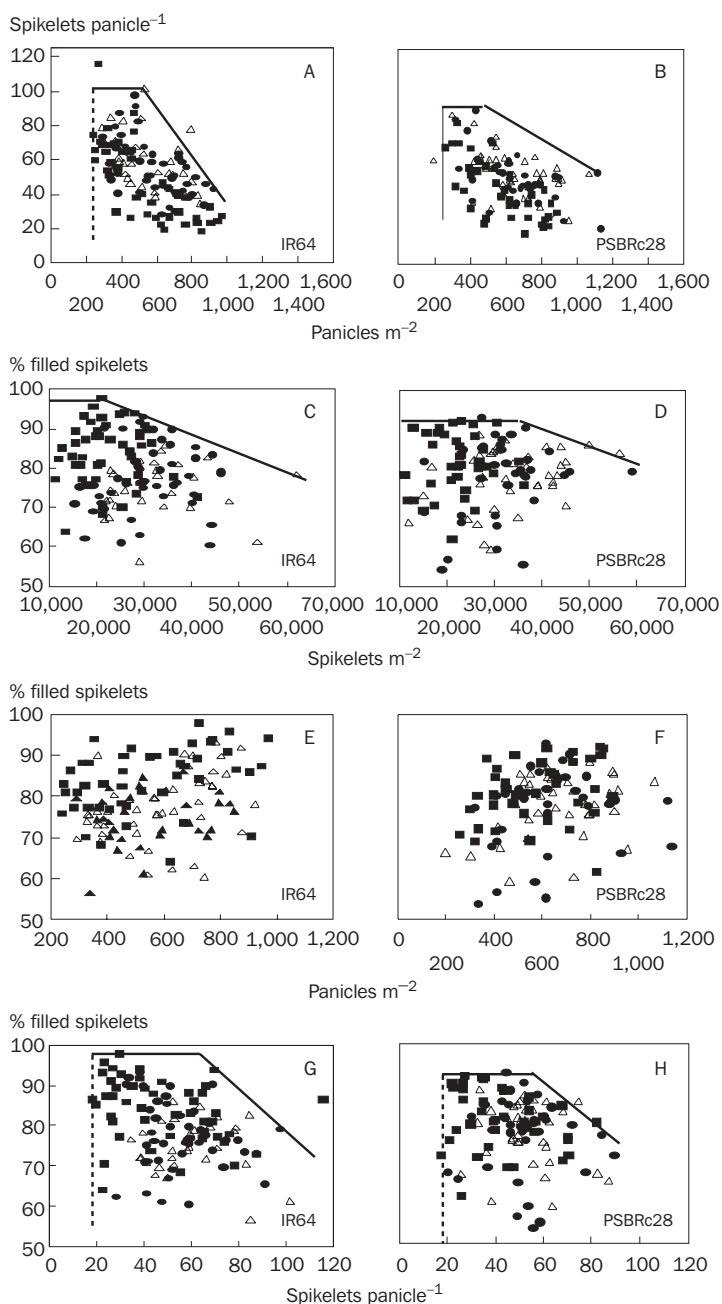 Spikelets panicle⁻¹
120
100
80
60
40
20
0
A
IR64
B
PSBRc28
0 400 800 1,200 1,600
200 600 1,000 1,400
0 400 800 1,200 1,600
200 600 1,000 1,400
Panicles m⁻²
% filled spikelets
100
90
80
70
60
50
C
IR64
D
PSBRc28
10,000 30,000 50,000 70,000
20,000 40,000 60,000
10,000 30,000 50,000 70,000
20,000 40,000 60,000
Spikelets m⁻²
% filled spikelets
100
90
80
70
60
50
E
IR64
F
PSBRc28
200 400 600 800 1,000 1,200
0 400 800 1,200
200 600 1,000
Panicles m⁻²
% filled spikelets
100
90
80
70
60
50
G
IR64
H
PSBRc28
0 20 40 60 80 100 120
0 20 40 60 80 100 120
Spikelets panicle⁻¹